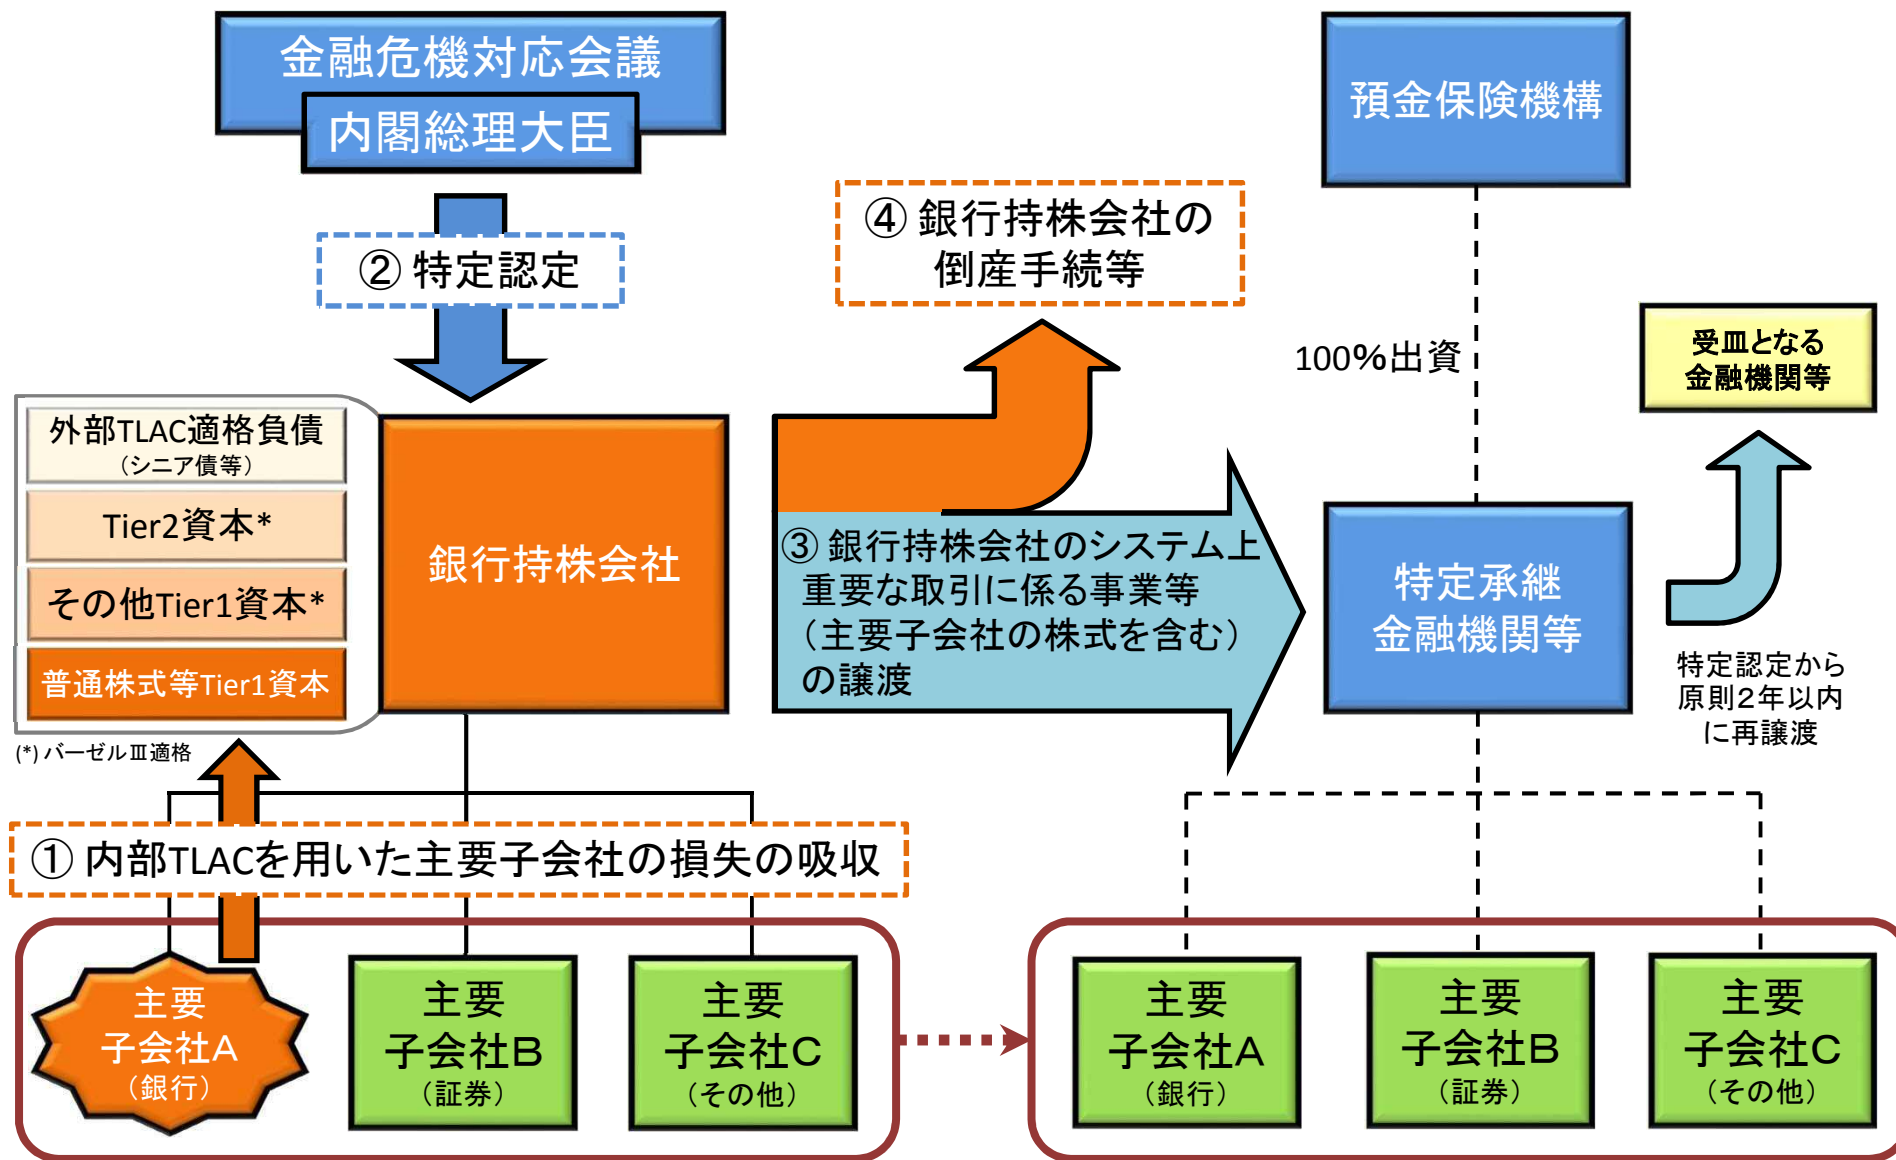 金融危機対応会議
内閣総理大臣
預金保険機構
② 特定認定
④ 銀行持株会社の
倒産手続等
100%出資
受皿となる
金融機関等
外部TLAC適格負債
（シニア債等）
Tier2資本*
その他Tier1資本*
普通株式等Tier1資本
(*) バーゼルⅢ適格
銀行持株会社
③ 銀行持株会社のシステム上
重要な取引に係る事業等
（主要子会社の株式を含む）
の譲渡
特定承継
金融機関等
特定認定から
原則２年以内
に再譲渡
① 内部TLACを用いた主要子会社の損失の吸収
主要
子会社Ａ
（銀行）
主要
子会社Ｂ
（証券）
主要
子会社Ｃ
（その他）
主要
子会社Ａ
（銀行）
主要
子会社Ｂ
（証券）
主要
子会社Ｃ
（その他）